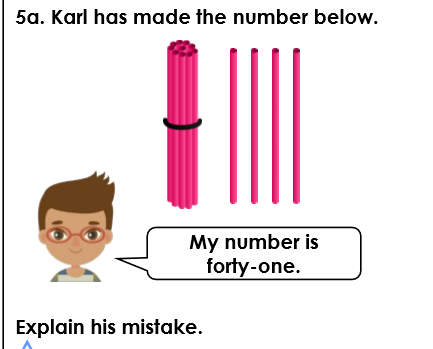 5a. Karl has made the number below.
My number is
forty-one.
Explain his mistake.